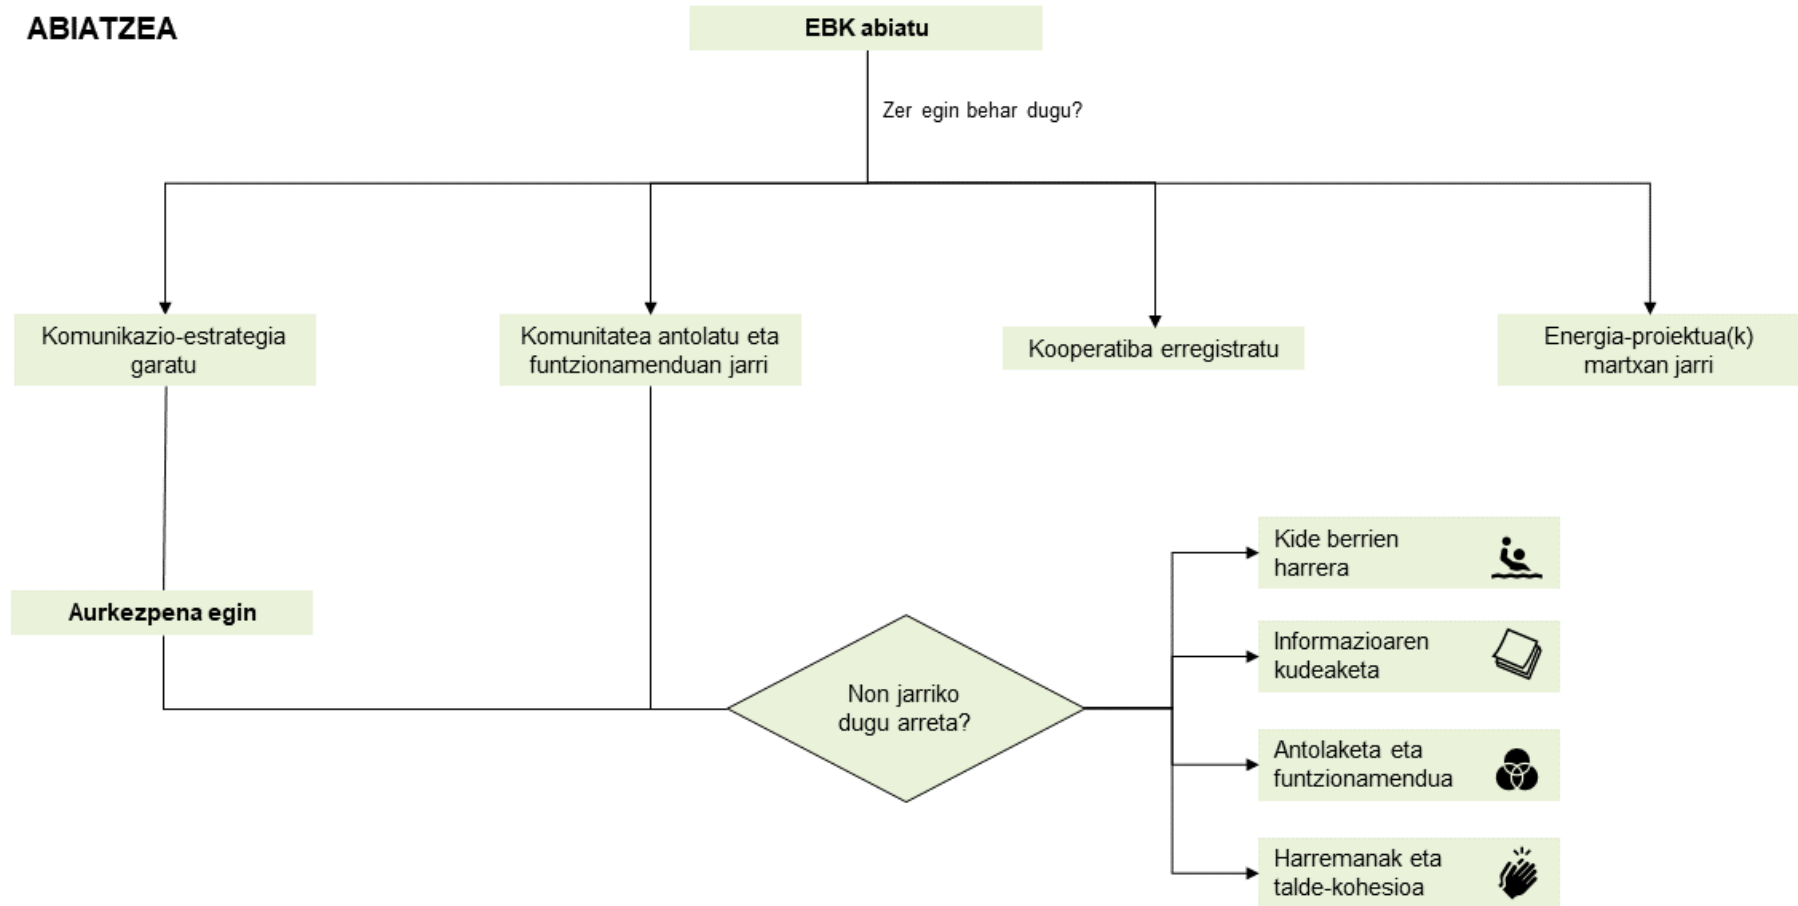 ABIATZEA
EBK abiatu
Zer egin behar dugu?
Komunikazio-estrategia
garatu
Komunitatea antolatu eta
funtzionamenduan jarri
Kooperatiba erregistratu
Energia-proiektua(k)
martxan jarri
Aurkezpena egin
Non jarriko
dugu arreta?
Kide berrien
harrera
Informazioaren
kudeaketa
Antolaketa eta
funtzionamendua
Harremanak eta
talde-kohesioa